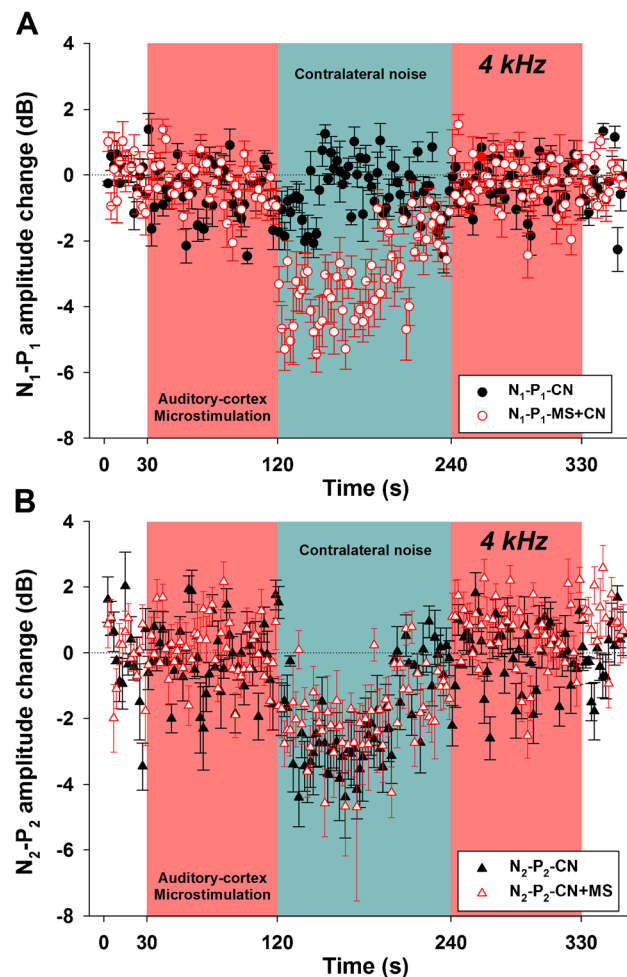 A
4 kHz
Contralateral noise
4
2
0
-2
-4
-6
-8
N1-P1 amplitude change (dB)
Auditory-cortex
Microstimulation
N1-P1-CN
N1-P1-MS+CN
0 30 120 240 330
Time (s)
B
4 kHz
Contralateral noise
4
2
0
-2
-4
-6
-8
N2-P2 amplitude change (dB)
Auditory-cortex
Microstimulation
N2-P2-CN
N2-P2-CN+MS
0 30 120 240 330
Time (s)